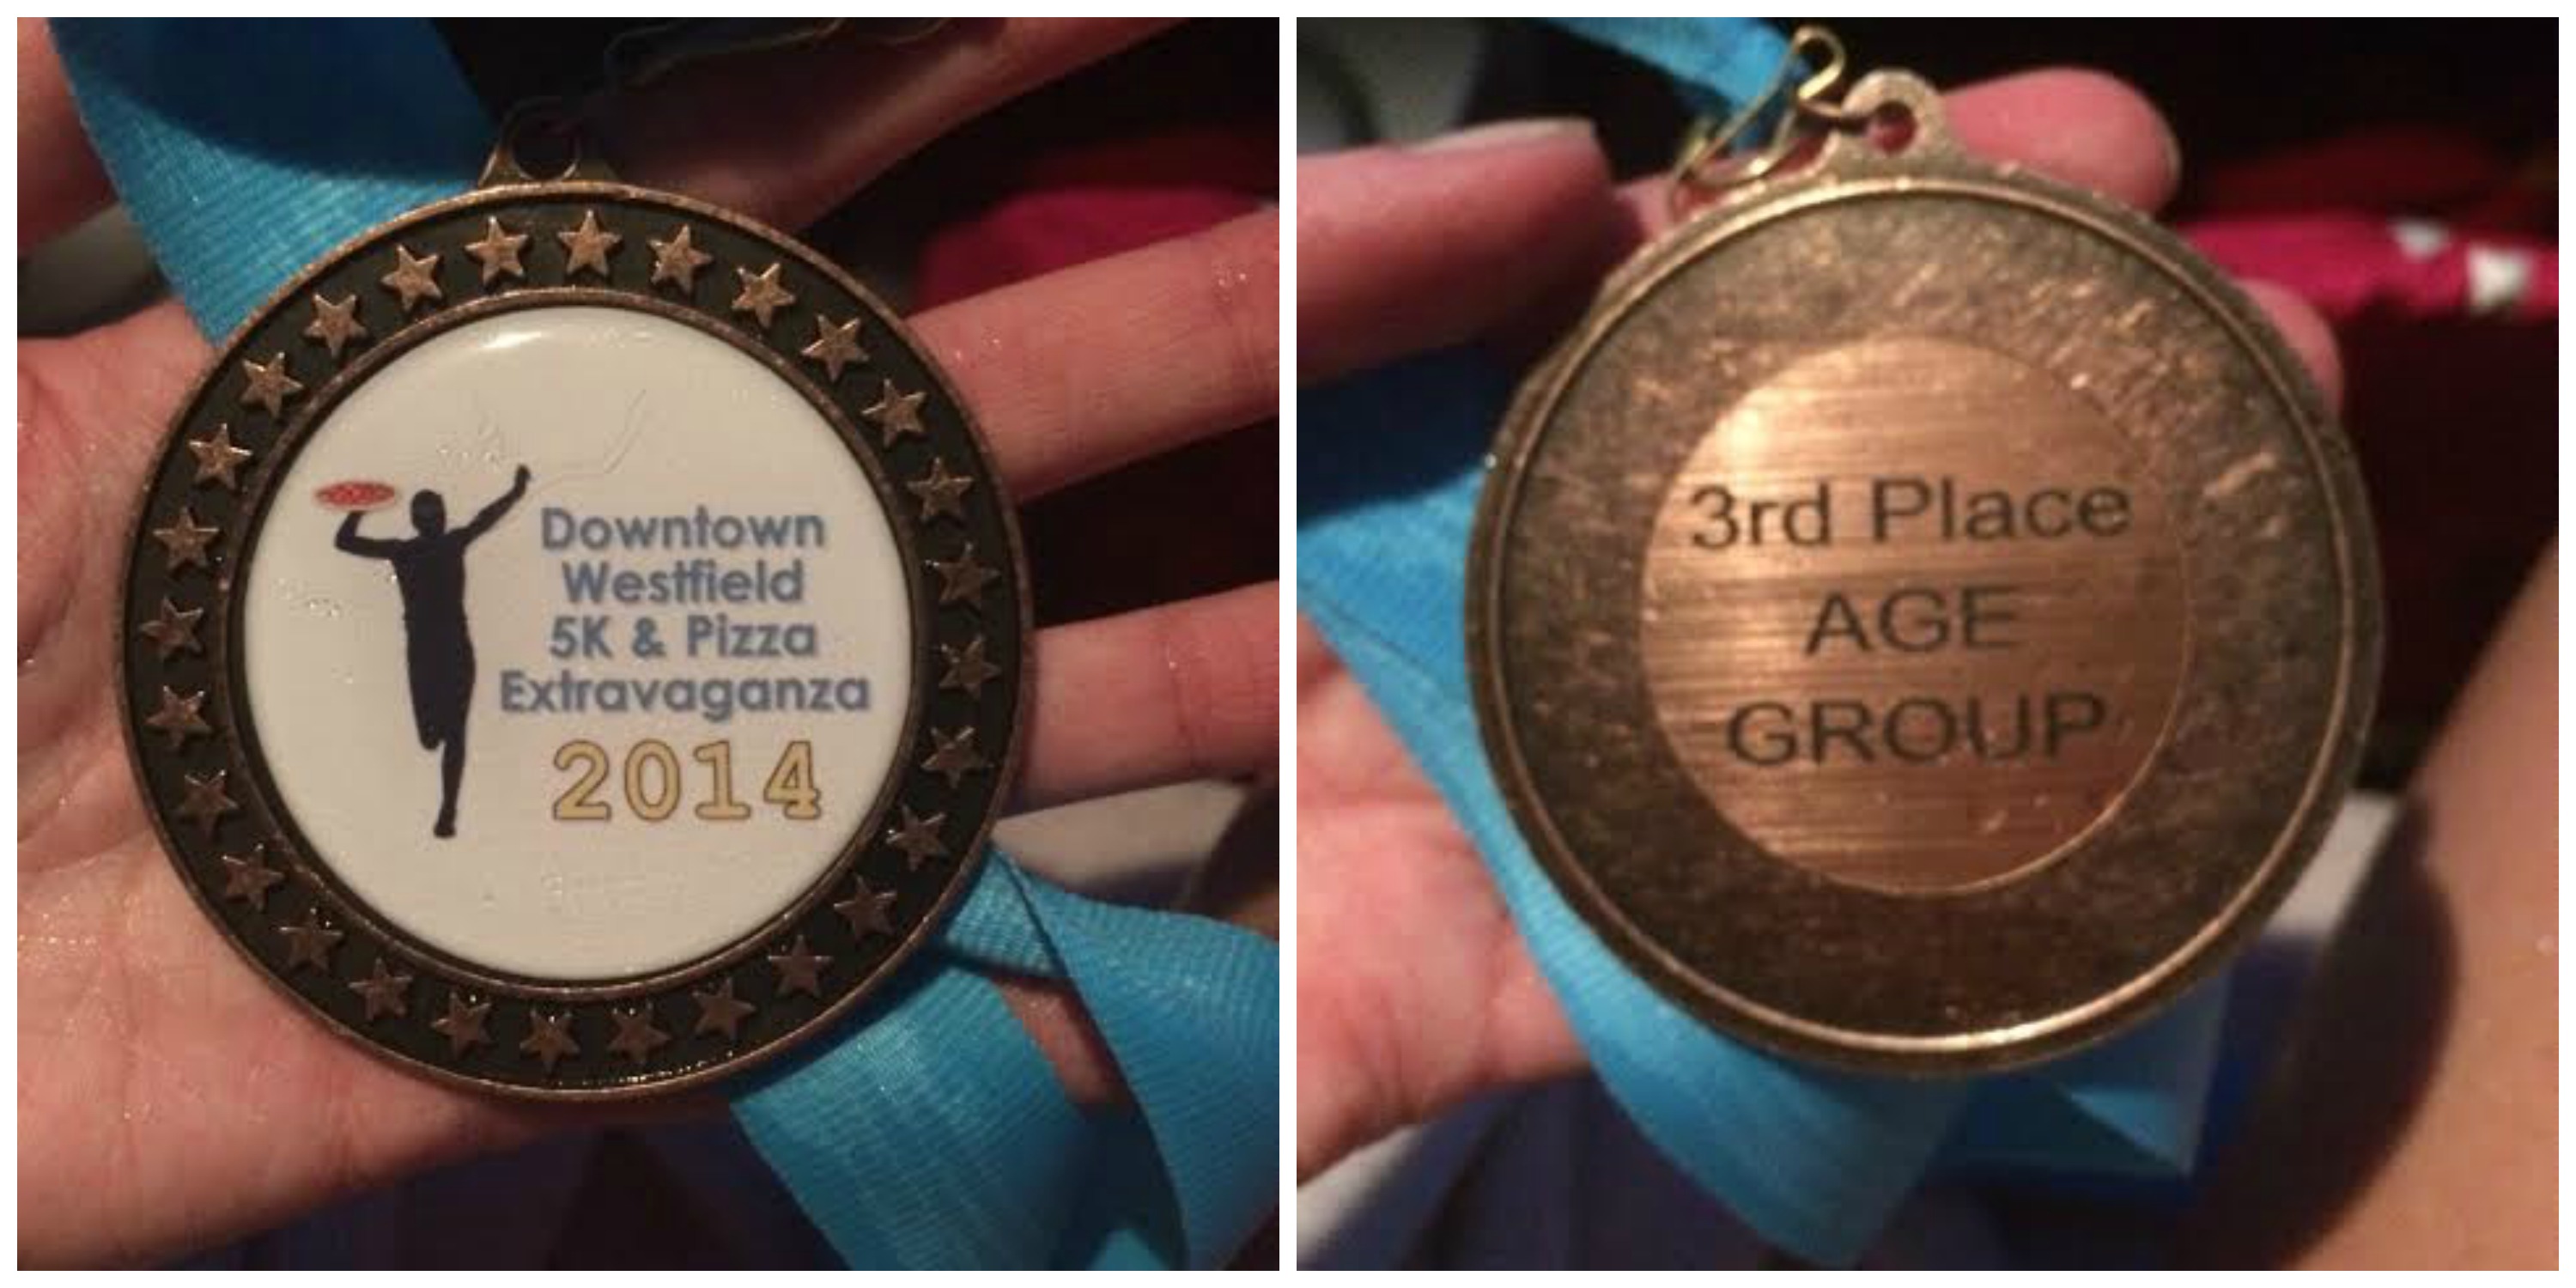 Downtown
Westfield
5K & Pizza
Extravaganza
2014
3rd Place
AGE
GROUP